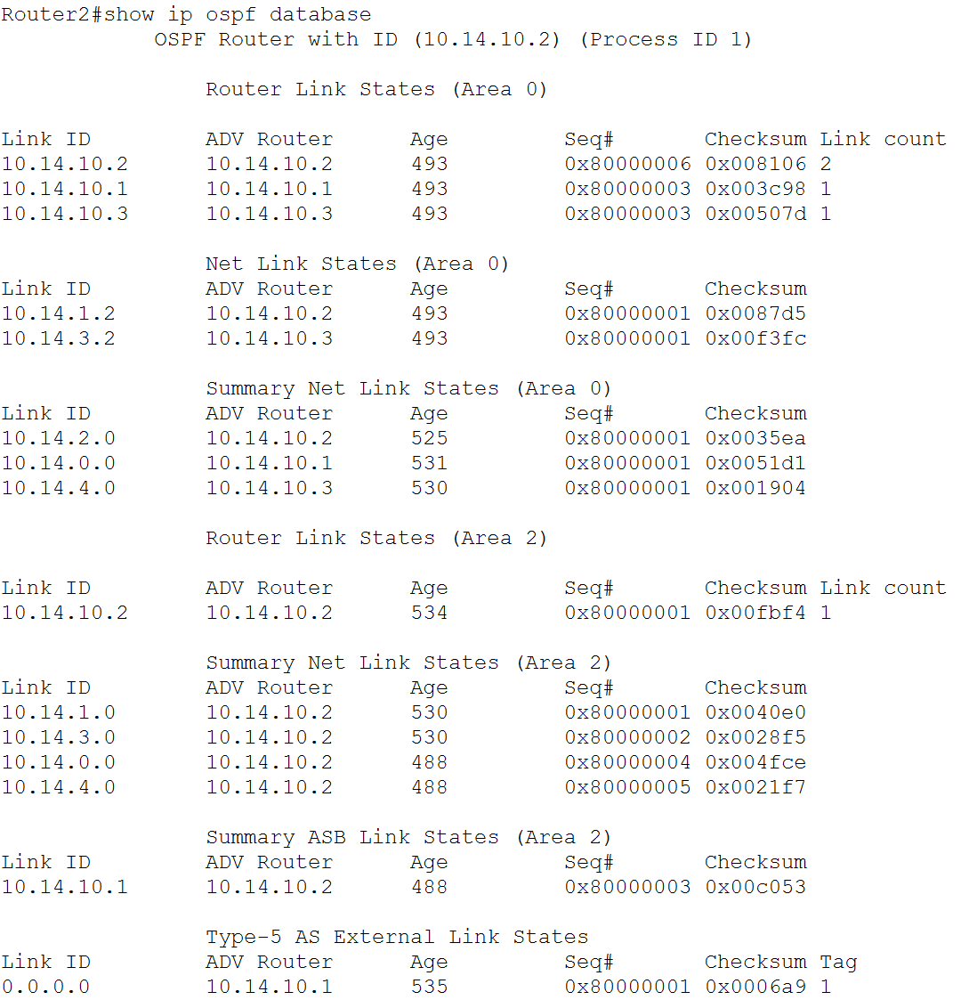 Router2#show ip ospf database
OSPF Router with ID (10.14.10.2) (Process ID 1)
Router Link States (Area 0)
Link ID ADV Router Age Seq# Checksum Link count
10.14.10.2 10.14.10.2 493 0x80000006 0x008106 2
10.14.10.1 10.14.10.1 493 0x80000003 0x003c98 1
10.14.10.3 10.14.10.3 493 0x80000003 0x00507d 1
Net Link States (Area 0)
Link ID ADV Router Age Seq# Checksum
10.14.1.2 10.14.10.2 493 0x80000001 0x0087d5
10.14.3.2 10.14.10.3 493 0x80000001 0x00f3fc
Summary Net Link States (Area 0)
Link ID ADV Router Age Seq# Checksum
10.14.2.0 10.14.10.2 525 0x80000001 0x0035ea
10.14.0.0 10.14.10.1 531 0x80000001 0x0051d1
10.14.4.0 10.14.10.3 530 0x80000001 0x001904
Router Link States (Area 2)
Link ID ADV Router Age Seq# Checksum Link count
10.14.10.2 10.14.10.2 534 0x80000001 0x00fbf4 1
Summary Net Link States (Area 2)
Link ID ADV Router Age Seq# Checksum
10.14.1.0 10.14.10.2 530 0x80000001 0x0040e0
10.14.3.0 10.14.10.2 530 0x80000002 0x0028f5
10.14.0.0 10.14.10.2 488 0x80000004 0x004fce
10.14.4.0 10.14.10.2 488 0x80000005 0x0021f7
Summary ASB Link States (Area 2)
Link ID ADV Router Age Seq# Checksum
10.14.10.1 10.14.10.2 488 0x80000003 0x00c053
Type-5 AS External Link States
Link ID ADV Router Age Seq# Checksum Tag
0.0.0.0 10.14.10.1 535 0x80000001 0x0006a9 1